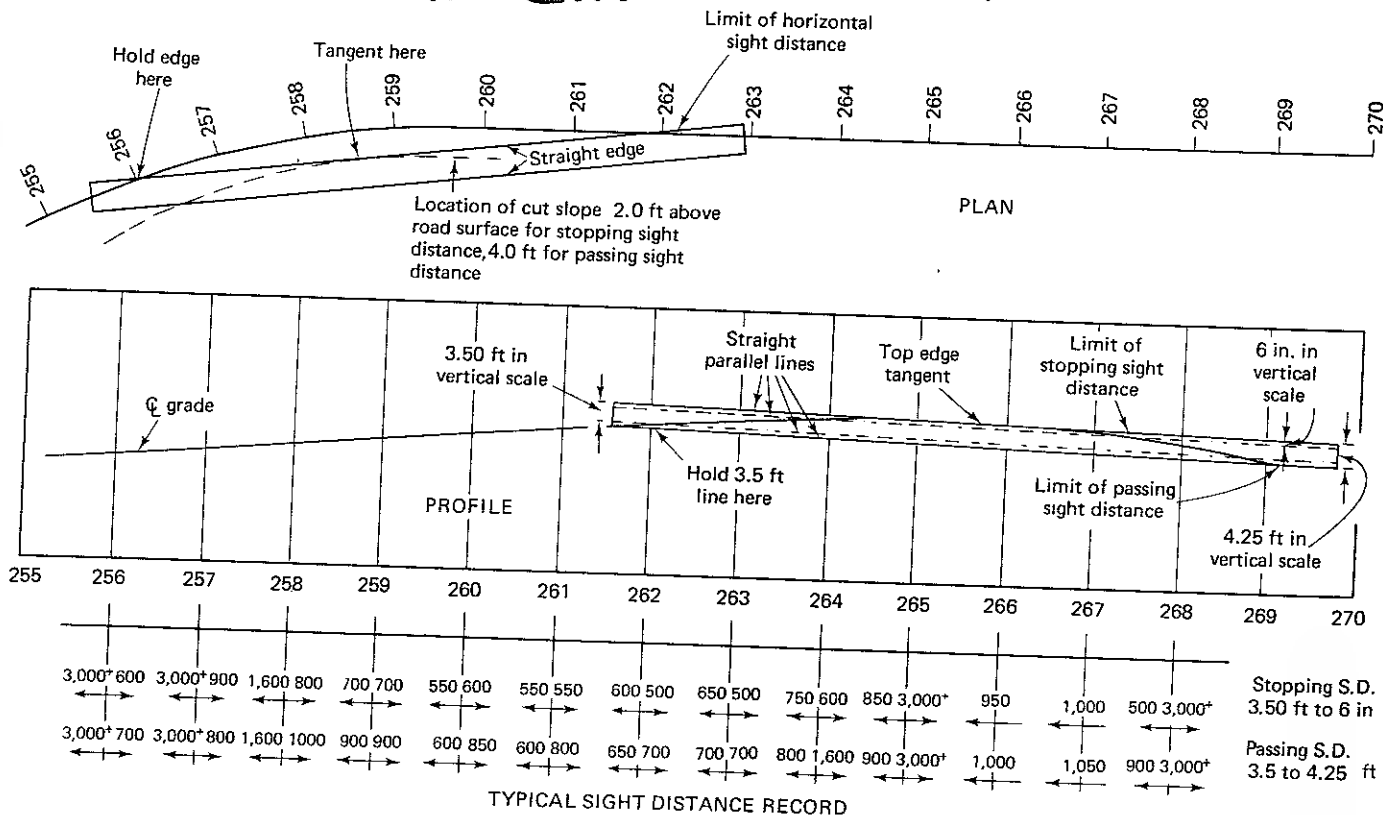 Limit of horizontal
sight distance
Hold edge
here
Tangent here
255
256
257
258
259
260
261
262
263
264
265
266
267
268
269
270
Straight edge
Location of cut slope 2.0 ft above
road surface for stopping sight
distance, 4.0 ft for passing sight
distance
PLAN
3.50 ft in
vertical scale
Straight
parallel lines
Top edge
tangent
Limit of
stopping sight
distance
6 in. in
vertical
scale
℄ grade
Hold 3.5 ft
line here
Limit of passing
sight distance
4.25 ft in
vertical scale
PROFILE
255 256 257 258 259 260 261 262 263 264 265 266 267 268 269 270
3,000+ 600 3,000+ 900 1,600 800 700 700 550 600 550 550 600 500 650 500 750 600 850 3,000+ 950 1,000 500 3,000+
Stopping S.D.
3.50 ft to 6 in
3,000+ 700 3,000+ 800 1,600 1000 900 900 600 850 600 800 650 700 700 700 800 1,600 900 3,000+ 1,000 1,050 900 3,000+
Passing S.D.
3.5 to 4.25 ft
TYPICAL SIGHT DISTANCE RECORD